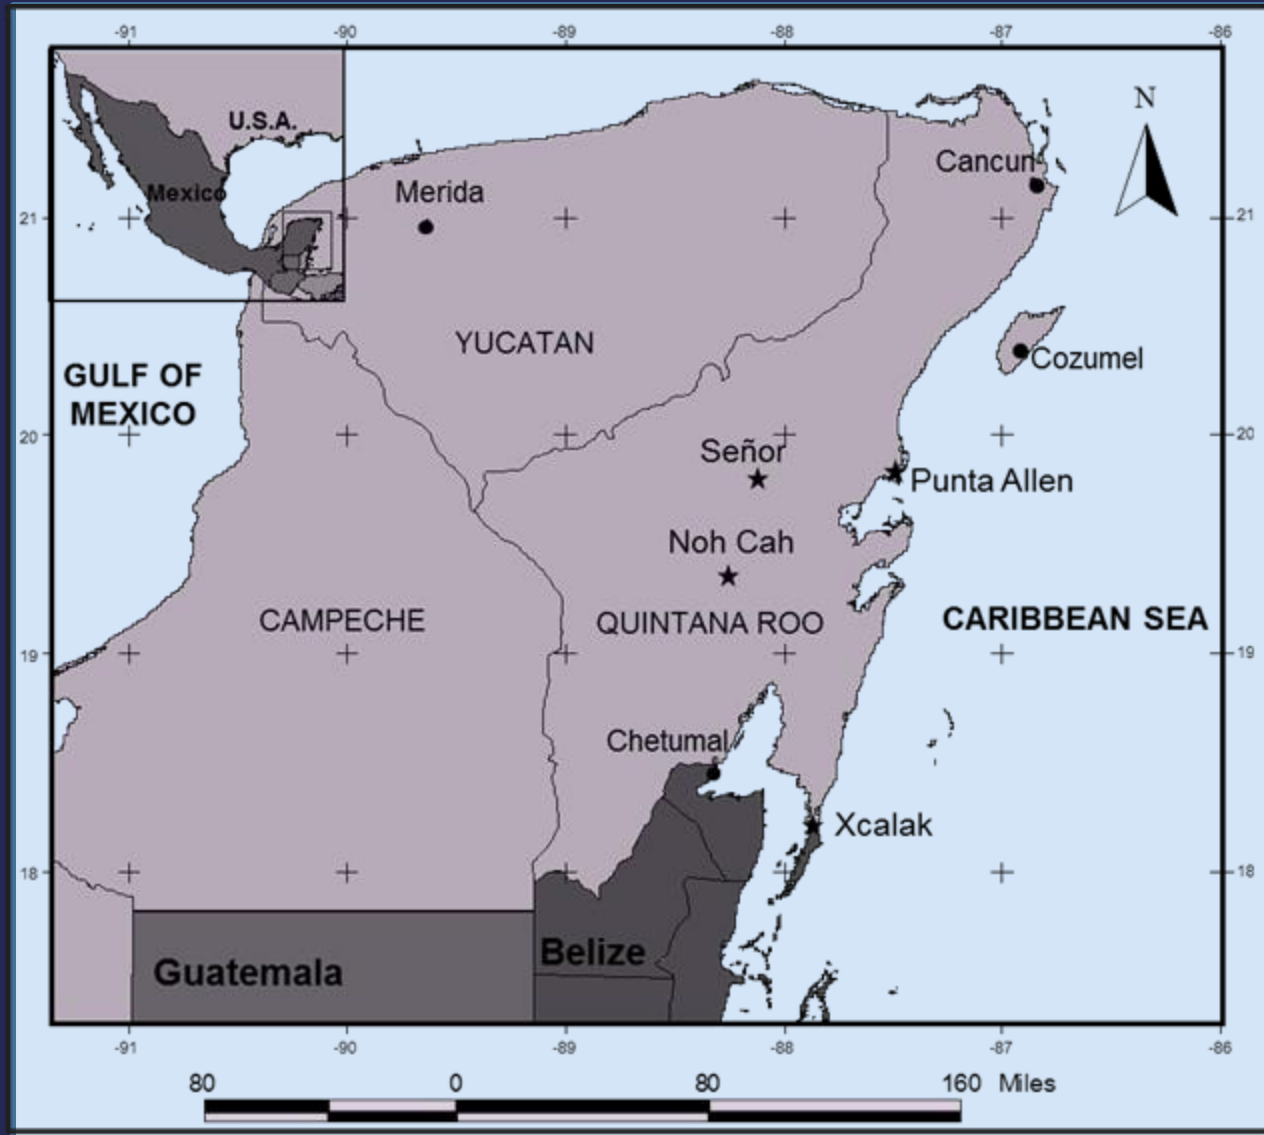 -91 -90 -89 -88 -87 -86
N
U.S.A.
Mexico
Merida
Cancun
21 21
YUCATAN
GULF OF
MEXICO
Cozumel
20 20
Señor
Punta Allen
Noh Cah
CAMPECHE
QUINTANA ROO
CARIBBEAN SEA
19 19
Chetumal
Xcalak
18 18
Belize
Guatemala
-91 -90 -89 -88 -87 -86
80 0 80 160 Miles